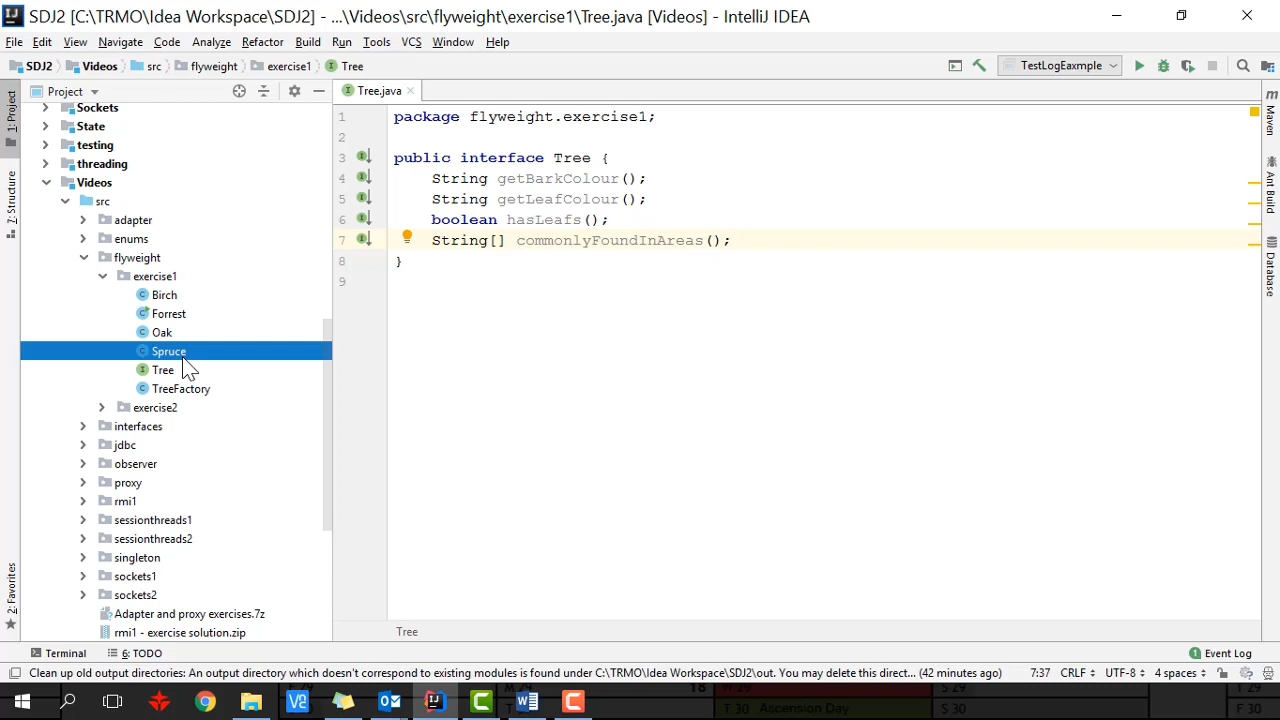 SDJ2 [C:\TRMO\Idea Workspace\SDJ2] - ...\Videos\src\flyweight\exercise1\Tree.java [Videos] - IntelliJ IDEA
File Edit View Navigate Code Analyze Refactor Build Run Tools VCS Window Help
SDJ2 Videos src flyweight exercise1 Tree TestLogEaxmple
1: Project
Z: Structure
2: Favorites
Project
Sockets
State
testing
threading
Videos
src
adapter
enums
flyweight
exercise1
Birch
Forrest
Oak
Spruce
Tree
TreeFactory
exercise2
interfaces
jdbc
observer
proxy
rmi1
sessionthreads1
sessionthreads2
singleton
sockets1
sockets2
Adapter and proxy exercises.7z
rmi1 - exercise solution.zip
Tree.java
1 package flyweight.exercise1;
2
3 public interface Tree {
4 String getBarkColour();
5 String getLeafColour();
6 boolean hasLeafs();
7 String[] commonlyFoundInAreas();
8 }
9
Tree
m Maven
Ant Build
Database
Terminal 6: TODO Event Log
Clean up old output directories: An output directory which doesn't correspond to existing modules is found under C:\TRMO\Idea Workspace\SDJ2\out. You may delete this direct... (42 minutes ago) 7:37 CRLF UTF-8 4 spaces
18
T 30 Ascension Day S 30